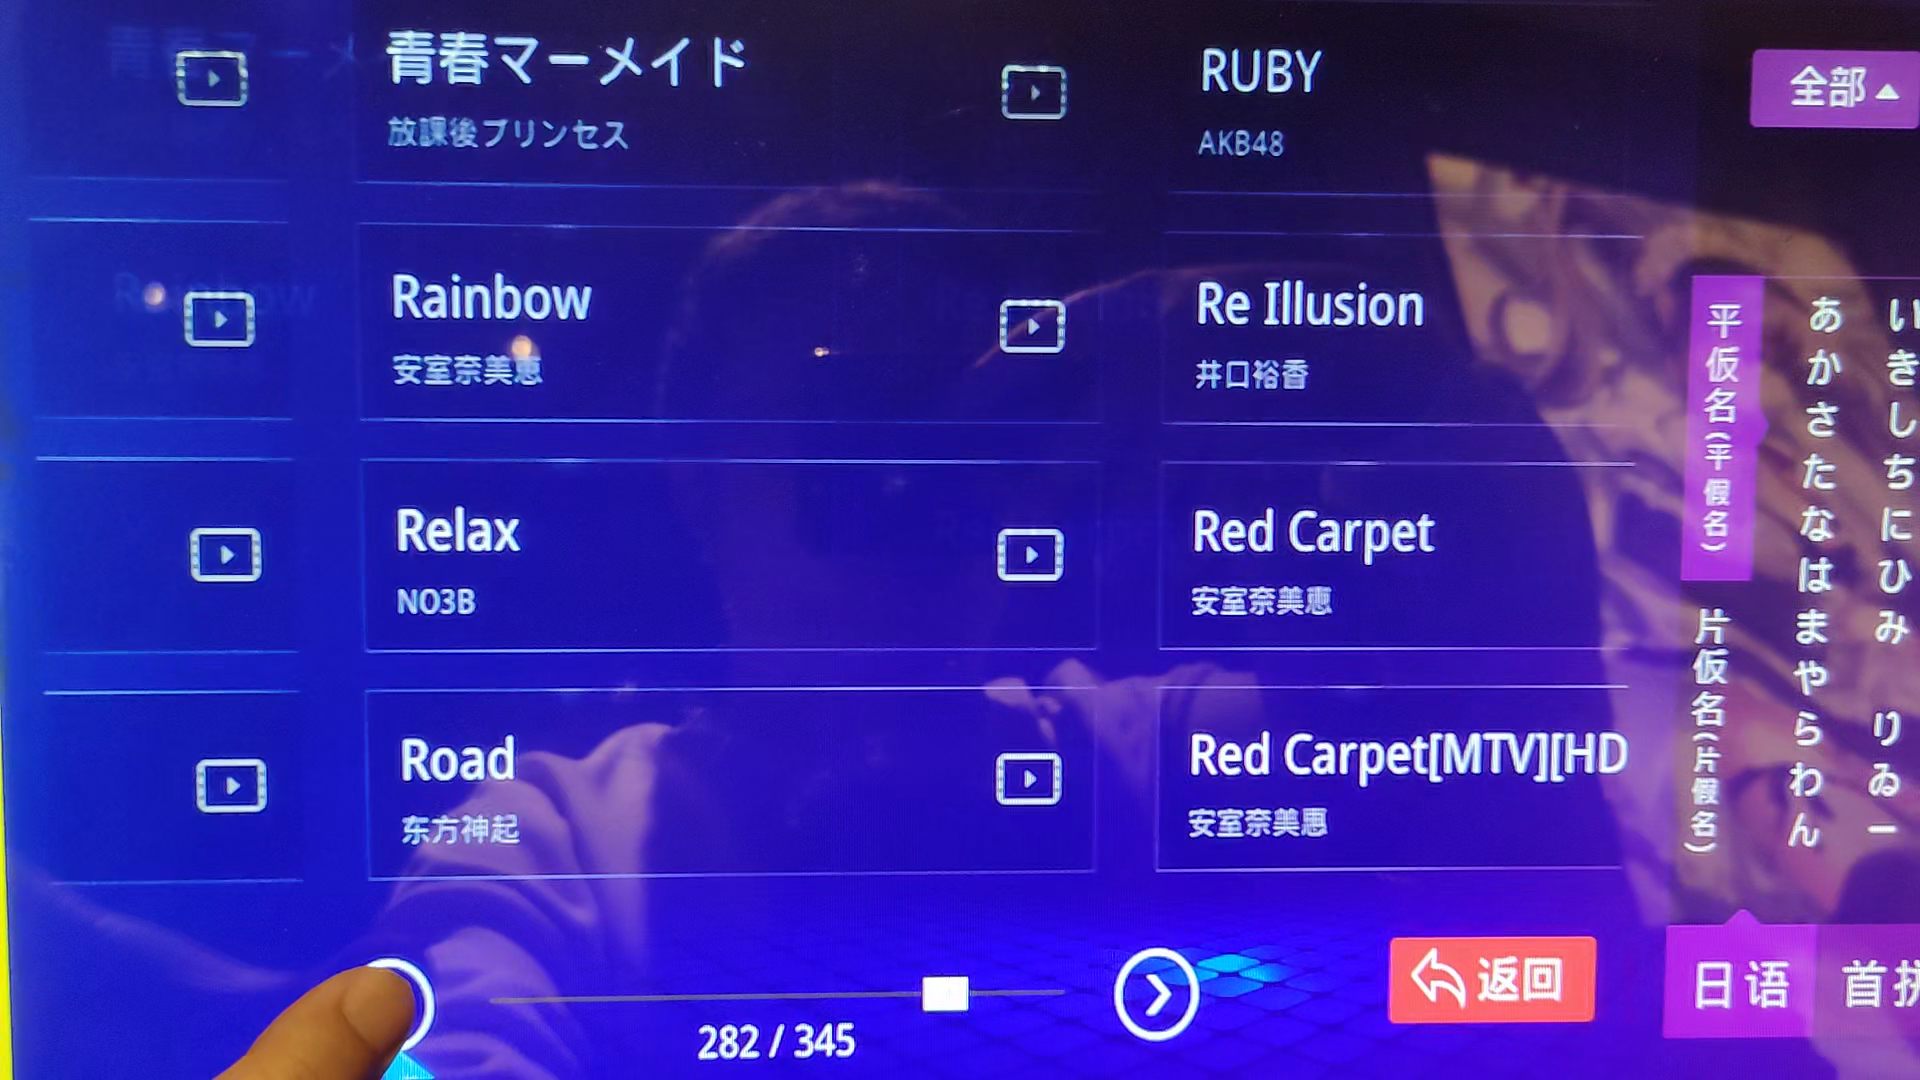 青春マーメイド
放課後プリンセス
RUBY
AKB48
全部
Rainbow
安室奈美恵
Re Illusion
井口裕香
Relax
NO3B
Red Carpet
安室奈美恵
Road
东方神起
Red Carpet[MTV][HD
安室奈美恵
平仮名(平假名)
片仮名(片假名)
あ い
か き
さ し
た ち
な に
は ひ
ま み
や
ら り
わ ゐ
ん ー
282 / 345
返回
日语
首拼